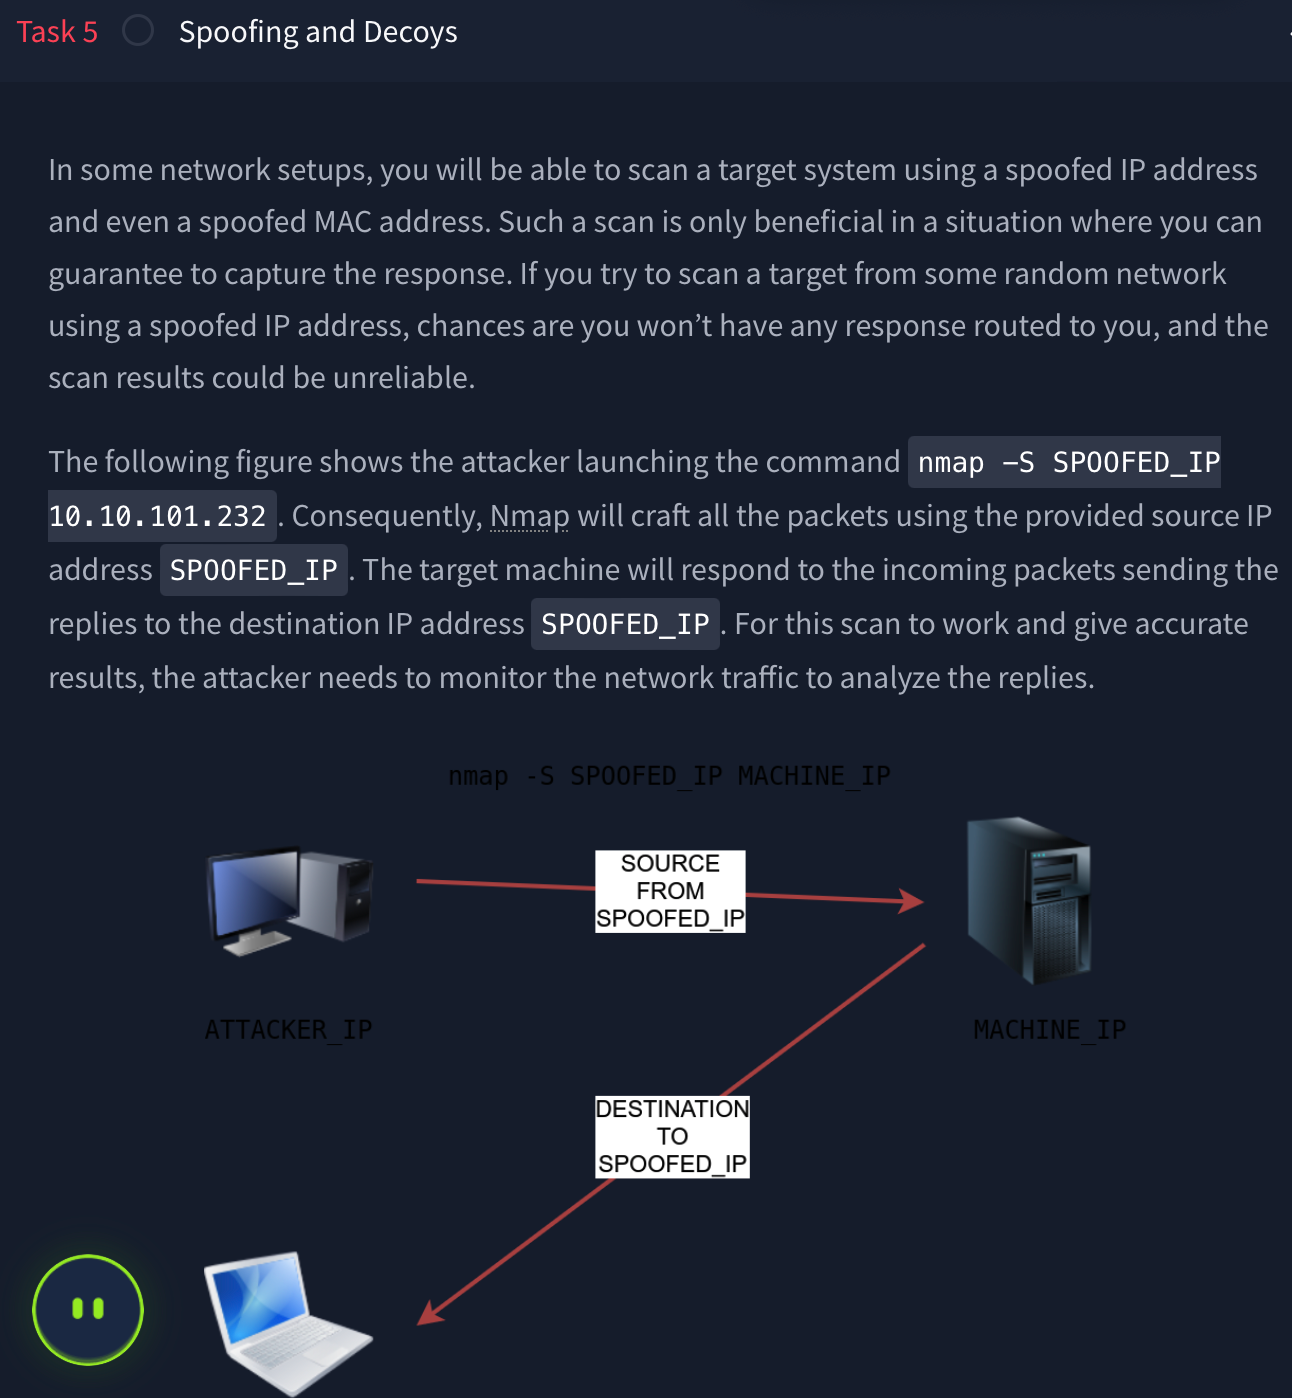 Task 5 Spoofing and Decoys
In some network setups, you will be able to scan a target system using a spoofed IP address
and even a spoofed MAC address. Such a scan is only beneficial in a situation where you can
guarantee to capture the response. If you try to scan a target from some random network
using a spoofed IP address, chances are you won’t have any response routed to you, and the
scan results could be unreliable.
The following figure shows the attacker launching the command nmap -S SPOOFED_IP
10.10.101.232. Consequently, Nmap will craft all the packets using the provided source IP
address SPOOFED_IP. The target machine will respond to the incoming packets sending the
replies to the destination IP address SPOOFED_IP. For this scan to work and give accurate
results, the attacker needs to monitor the network traffic to analyze the replies.
nmap -S SPOOFED_IP MACHINE_IP
SOURCE
FROM
SPOOFED_IP
ATTACKER_IP
MACHINE_IP
DESTINATION
TO
SPOOFED_IP